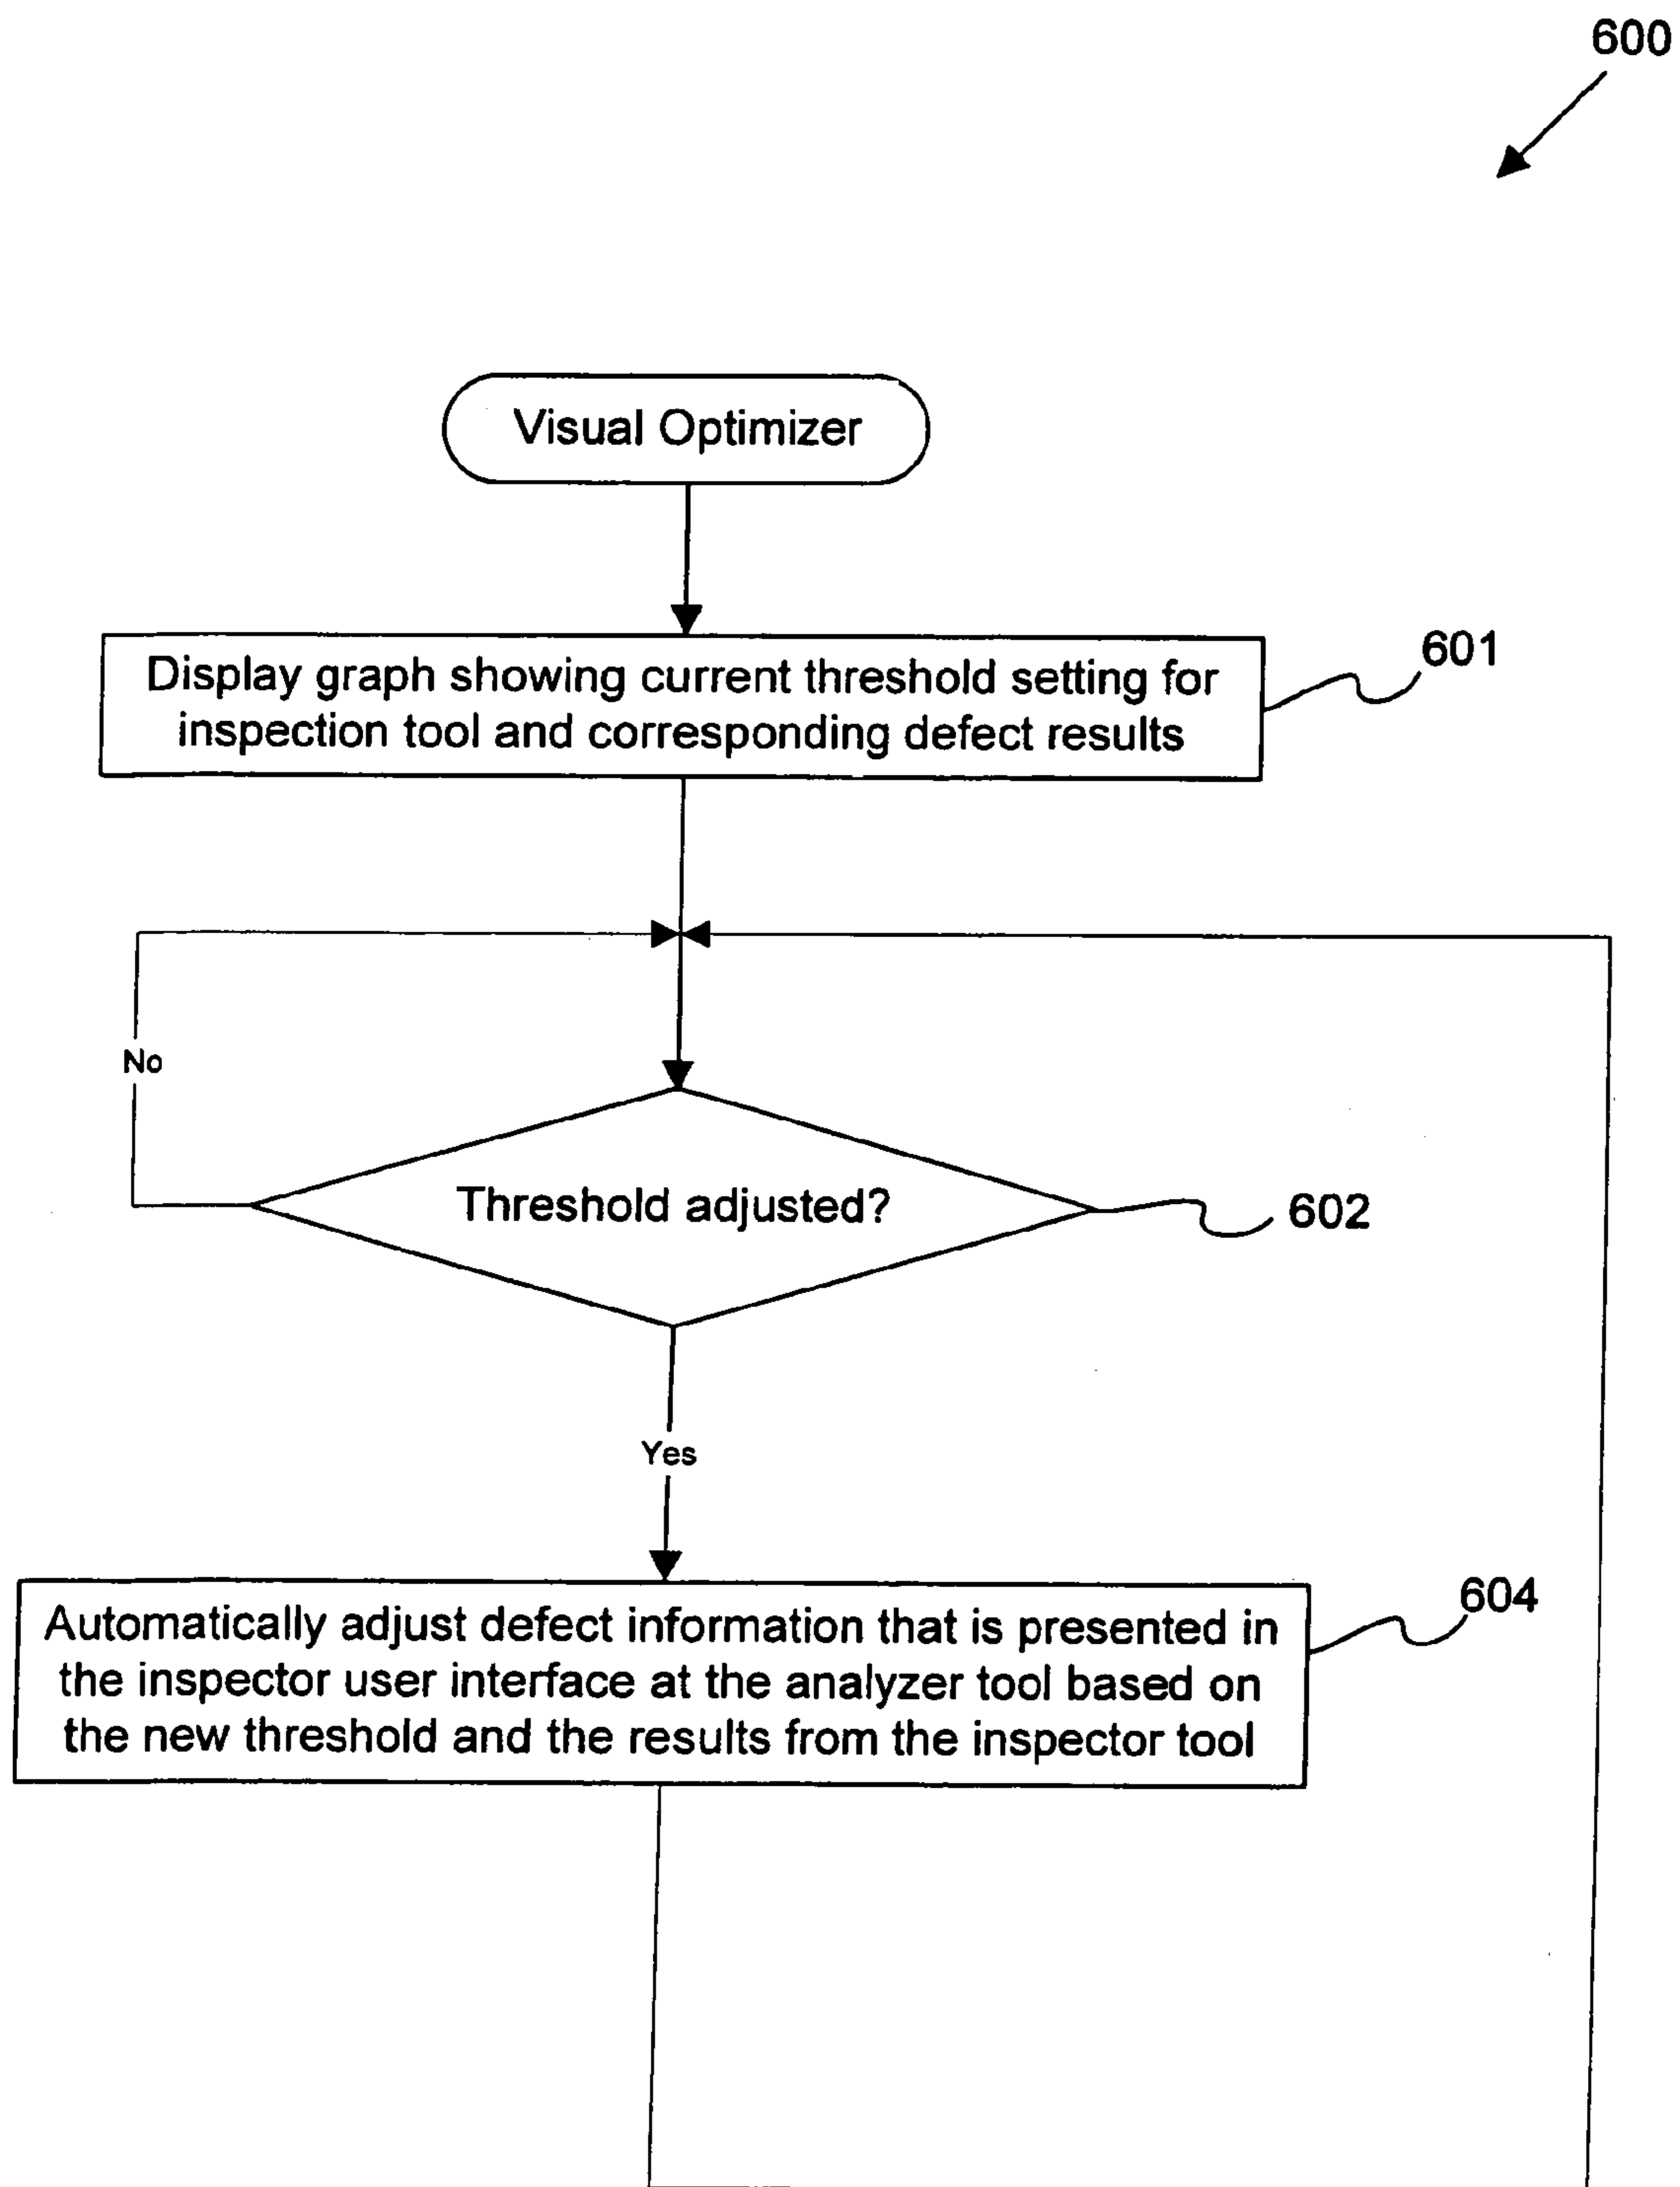 600
Visual Optimizer
Display graph showing current threshold setting for
inspection tool and corresponding defect results
601
No
Threshold adjusted?
602
Yes
Automatically adjust defect information that is presented in
the inspector user interface at the analyzer tool based on
the new threshold and the results from the inspector tool
604